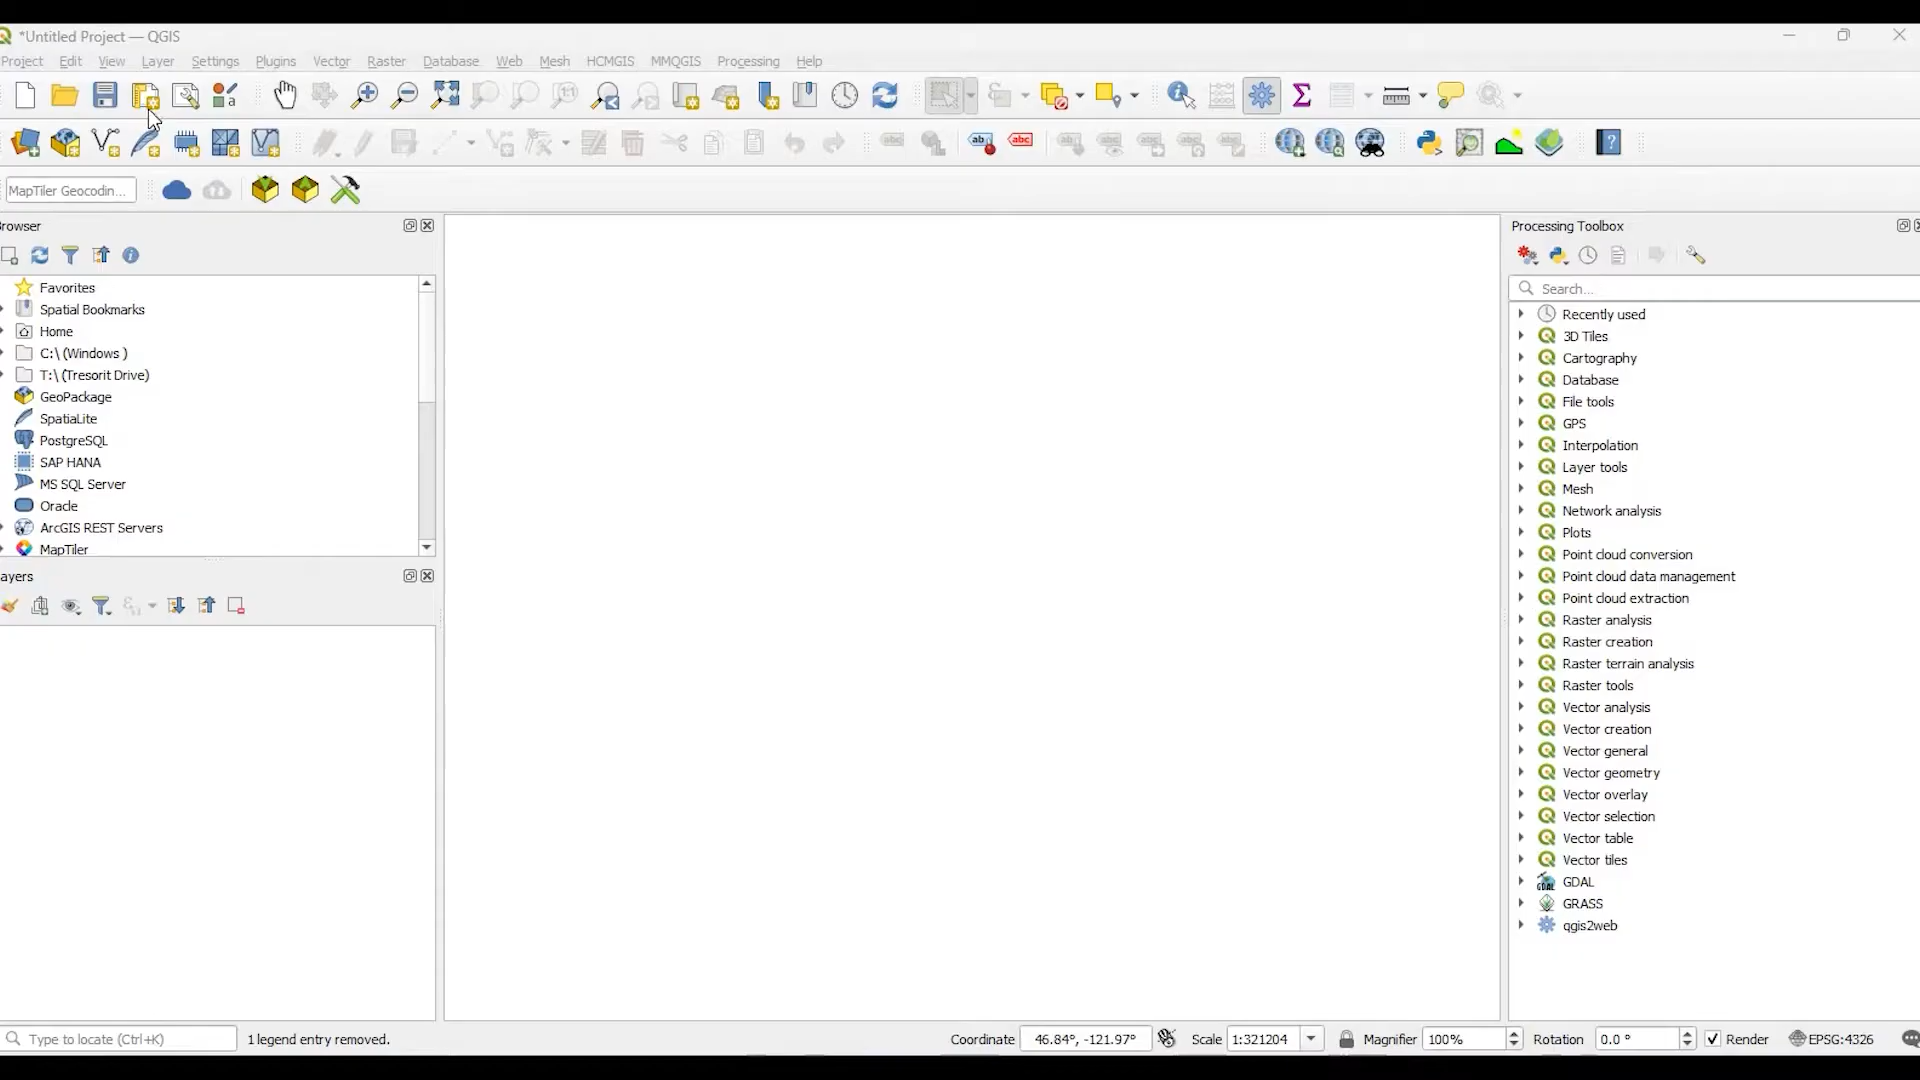 *Untitled Project — QGIS
Project Edit View Layer Settings Plugins Vector Raster Database Web Mesh HCMGIS MMQGIS Processing Help
a
abc
GDAL
MapTiler Geocodin...
rowser
Processing Toolbox
Search...
Favorites
Spatial Bookmarks
Home
C:\ (Windows )
T:\ (Tresorit Drive)
GeoPackage
SpatiaLite
PostgreSQL
SAP HANA
MS SQL Server
Oracle
ArcGIS REST Servers
MapTiler
ayers
Recently used
3D Tiles
Cartography
Database
File tools
GPS
Interpolation
Layer tools
Mesh
Network analysis
Plots
Point cloud conversion
Point cloud data management
Point cloud extraction
Raster analysis
Raster creation
Raster terrain analysis
Raster tools
Vector analysis
Vector creation
Vector general
Vector geometry
Vector overlay
Vector selection
Vector table
Vector tiles
GDAL
GRASS
qgis2web
Type to locate (Ctrl+K) 1 legend entry removed. Coordinate 46.84°, -121.97° Scale 1:321204 Magnifier 100% Rotation 0.0 ° Render EPSG:4326